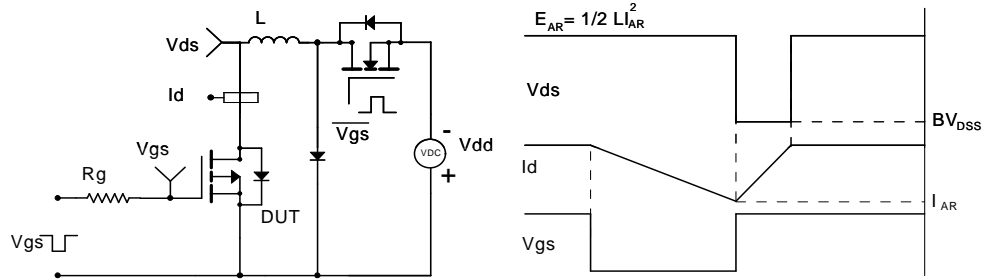 L
Vds
Id
Vgs
Rg
DUT
Vgs
Vgs
VDC
-
+
Vdd
E_AR = 1/2 LI_AR^2
Vds
BV_DSS
Id
I_AR
Vgs